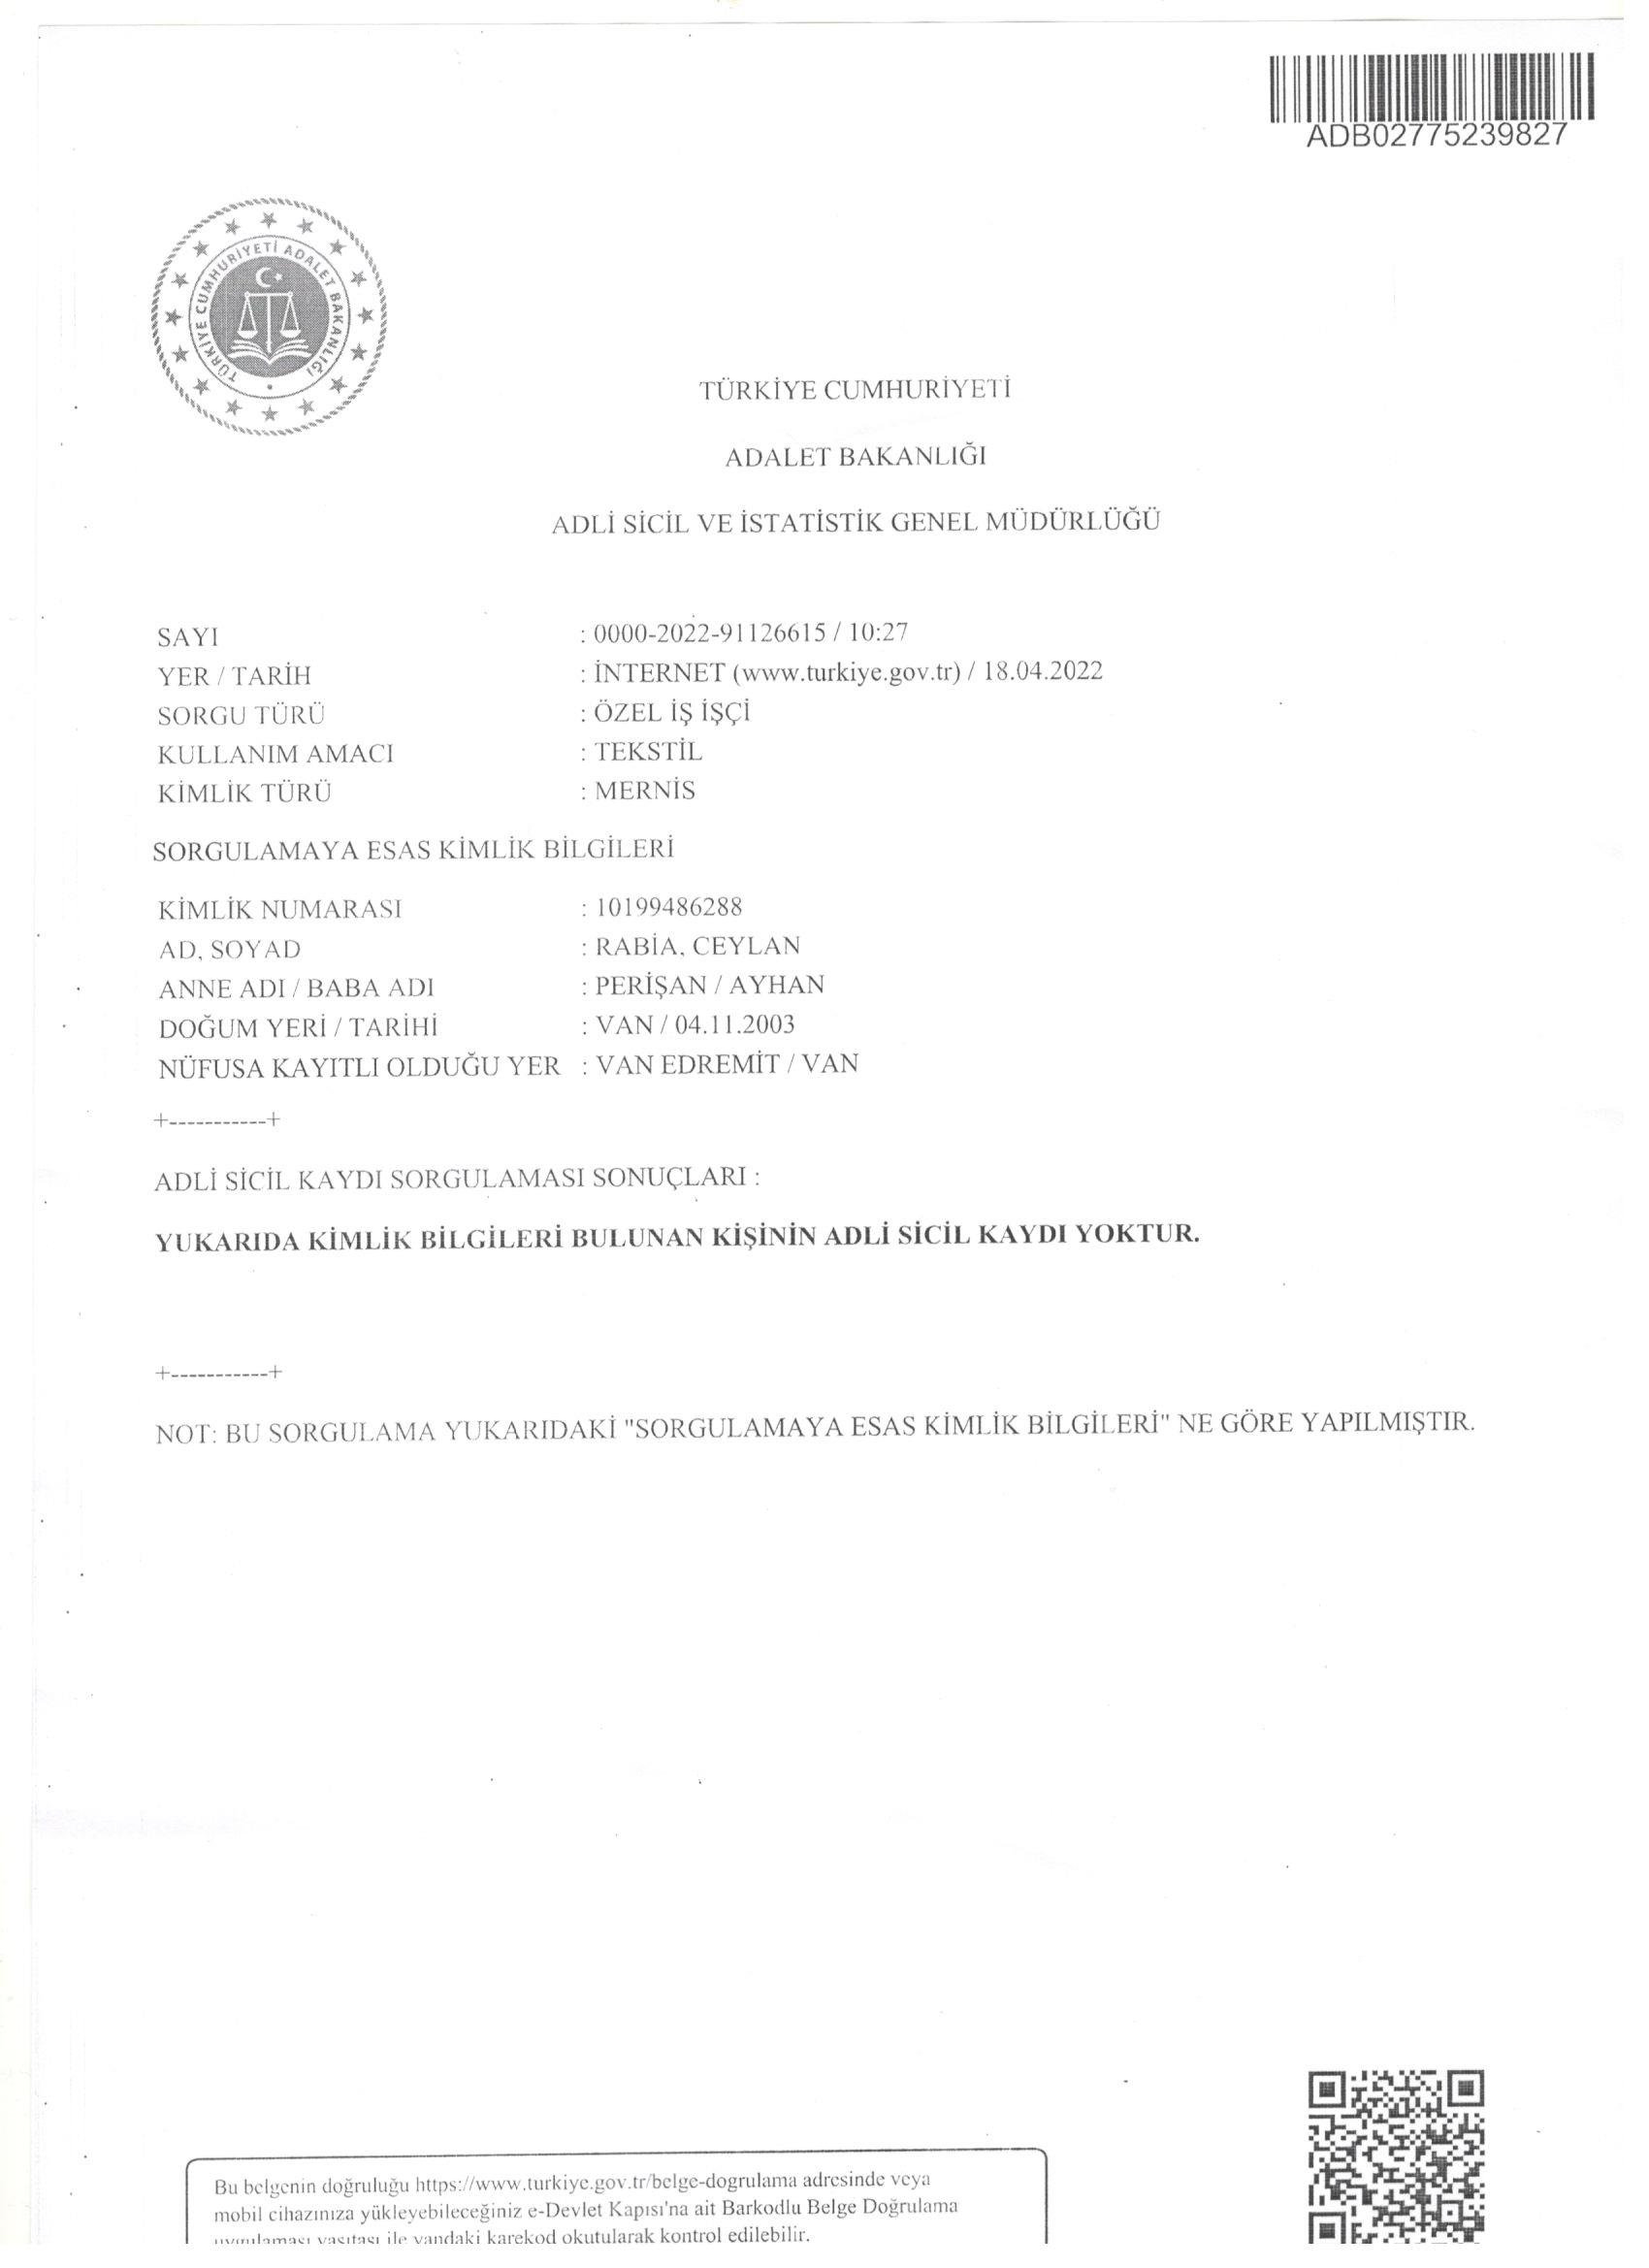 ADB02775239827
TÜRKİYE CUMHURİYETİ ADALET BAKANLIĞI
TÜRKİYE CUMHURİYETİ
ADALET BAKANLIĞI
ADLİ SİCİL VE İSTATİSTİK GENEL MÜDÜRLÜĞÜ
SAYI : 0000-2022-91126615 / 10:27
YER / TARİH : İNTERNET (www.turkiye.gov.tr) / 18.04.2022
SORGU TÜRÜ : ÖZEL İŞ İŞÇİ
KULLANIM AMACI : TEKSTİL
KİMLİK TÜRÜ : MERNİS
SORGULAMAYA ESAS KİMLİK BİLGİLERİ
KİMLİK NUMARASI : 10199486288
AD, SOYAD : RABİA, CEYLAN
ANNE ADI / BABA ADI : PERİŞAN / AYHAN
DOĞUM YERİ / TARİHİ : VAN / 04.11.2003
NÜFUSA KAYITLI OLDUĞU YER : VAN EDREMİT / VAN
+-----------+
ADLİ SİCİL KAYDI SORGULAMASI SONUÇLARI :
YUKARIDA KİMLİK BİLGİLERİ BULUNAN KİŞİNİN ADLİ SİCİL KAYDI YOKTUR.
+-----------+
NOT: BU SORGULAMA YUKARIDAKİ "SORGULAMAYA ESAS KİMLİK BİLGİLERİ" NE GÖRE YAPILMIŞTIR.
Bu belgenin doğruluğu https://www.turkiye.gov.tr/belge-dogrulama adresinde veya
mobil cihazınıza yükleyebileceğiniz e-Devlet Kapısı'na ait Barkodlu Belge Doğrulama
uygulaması vasıtası ile yandaki karekod okutularak kontrol edilebilir.